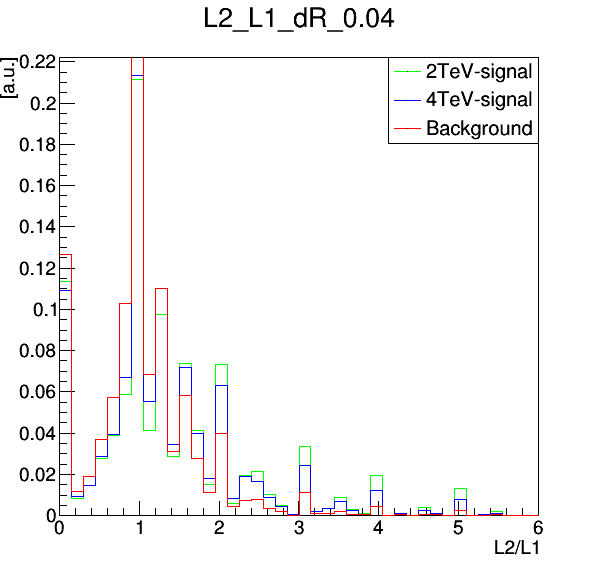 L2_L1_dR_0.04
[a.u.]
2TeV-signal
4TeV-signal
Background
0.22
0.2
0.18
0.16
0.14
0.12
0.1
0.08
0.06
0.04
0.02
0
0 1 2 3 4 5 6
L2/L1